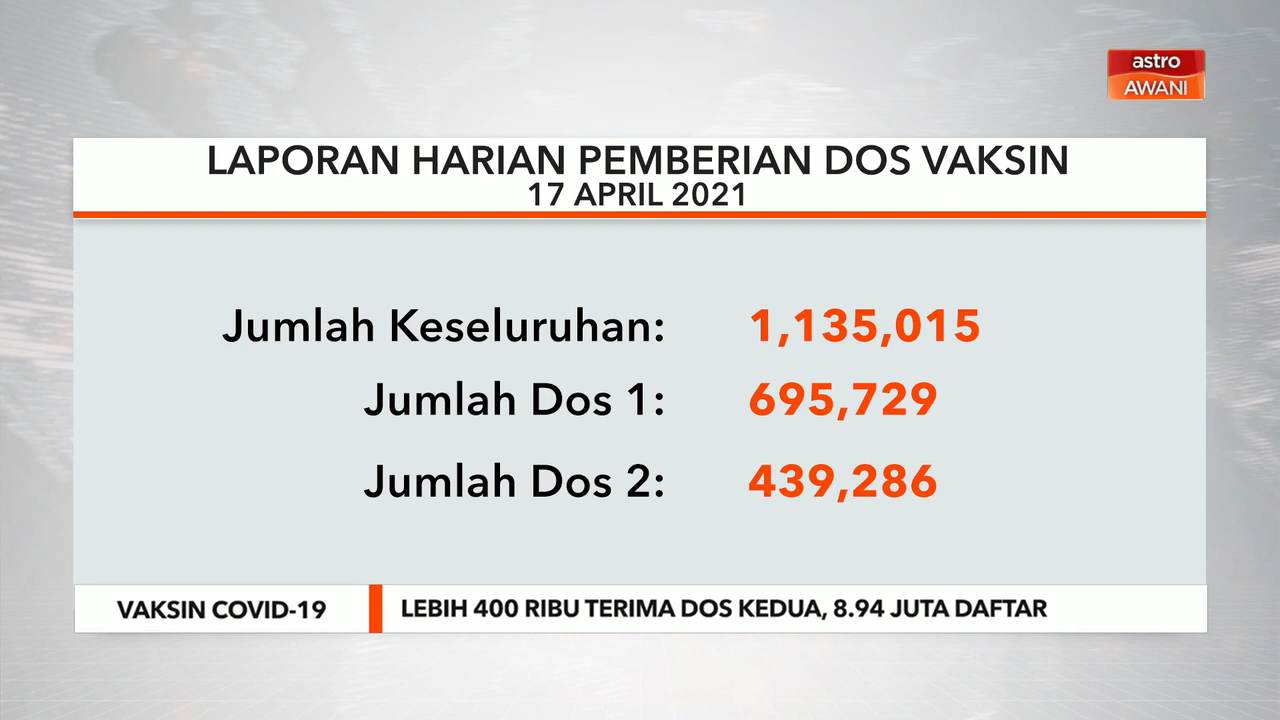 astro
AWANI
LAPORAN HARIAN PEMBERIAN DOS VAKSIN
17 APRIL 2021
Jumlah Keseluruhan: 1,135,015
Jumlah Dos 1: 695,729
Jumlah Dos 2: 439,286
VAKSIN COVID-19 LEBIH 400 RIBU TERIMA DOS KEDUA, 8.94 JUTA DAFTAR